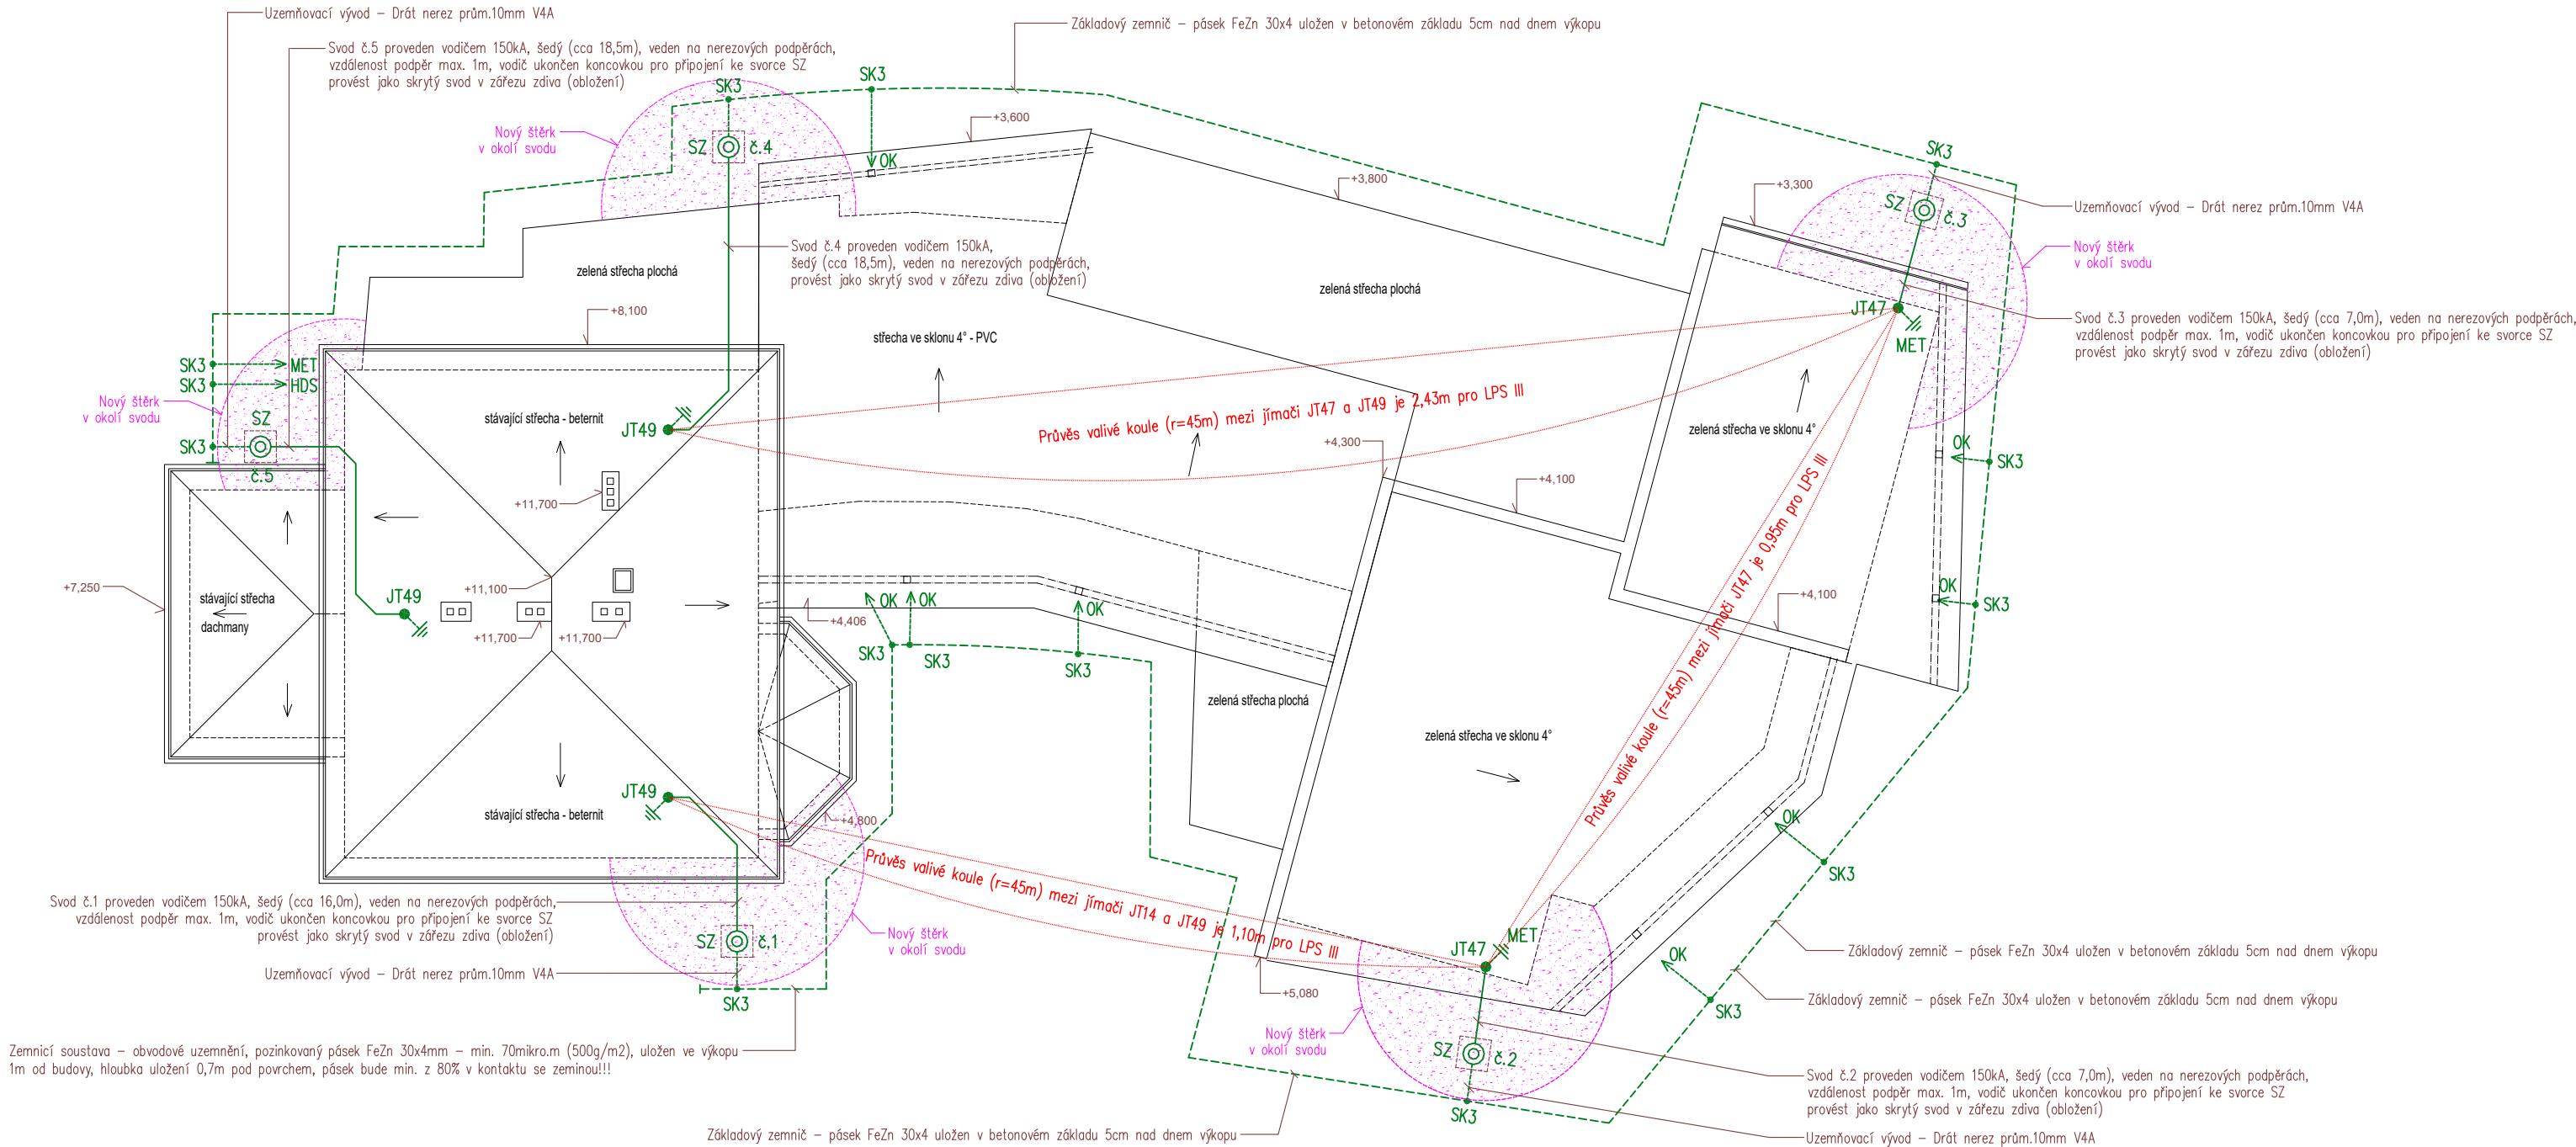 Uzemňovací vývod – Drát nerez prům.10mm V4A
Svod č.5 proveden vodičem 150kA, šedý (cca 18,5m), veden na nerezových podpěrách,
vzdálenost podpěr max. 1m, vodič ukončen koncovkou pro připojení ke svorce SZ
provést jako skrytý svod v zářezu zdiva (obložení)
Základový zemnič – pásek FeZn 30x4 uložen v betonovém základu 5cm nad dnem výkopu
SK3
SK3
Nový štěrk
v okolí svodu
SZ
č.4
OK
+3,600
+3,800
+3,300
SK3
SZ
č.3
Uzemňovací vývod – Drát nerez prům.10mm V4A
Nový štěrk
v okolí svodu
Svod č.4 proveden vodičem 150kA,
šedý (cca 18,5m), veden na nerezových podpěrách,
provést jako skrytý svod v zářezu zdiva (obložení)
zelená střecha plochá
zelená střecha plochá
+8,100
střecha ve sklonu 4° - PVC
JT47
MET
Svod č.3 proveden vodičem 150kA, šedý (cca 7,0m), veden na nerezových podpěrách,
vzdálenost podpěr max. 1m, vodič ukončen koncovkou pro připojení ke svorce SZ
provést jako skrytý svod v zářezu zdiva (obložení)
SK3
MET
SK3
HDS
Nový štěrk
v okolí svodu
SZ
SK3
č.5
stávající střecha - beternit
JT49
Průvěs valivé koule (r=45m) mezi jímači JT47 a JT49 je 2,43m pro LPS III
zelená střecha ve sklonu 4°
+4,300
+4,100
OK
SK3
+11,700
Průvěs valivé koule (r=45m) mezi jímači JT47 je 0,95m pro LPS III
+7,250
stávající střecha
dachmany
JT49
+11,100
+11,700
+11,700
+4,406
OK
OK
OK
SK3
SK3
SK3
+4,100
OK
SK3
zelená střecha plochá
zelená střecha ve sklonu 4°
JT49
stávající střecha - beternit
+4,800
OK
SK3
Průvěs valivé koule (r=45m) mezi jímači JT14 a JT49 je 1,10m pro LPS III
Svod č.1 proveden vodičem 150kA, šedý (cca 16,0m), veden na nerezových podpěrách,
vzdálenost podpěr max. 1m, vodič ukončen koncovkou pro připojení ke svorce SZ
provést jako skrytý svod v zářezu zdiva (obložení)
SZ
č.1
Nový štěrk
v okolí svodu
Uzemňovací vývod – Drát nerez prům.10mm V4A
SK3
JT47
MET
+5,080
OK
SK3
Základový zemnič – pásek FeZn 30x4 uložen v betonovém základu 5cm nad dnem výkopu
Základový zemnič – pásek FeZn 30x4 uložen v betonovém základu 5cm nad dnem výkopu
Nový štěrk
v okolí svodu
SZ
č.2
SK3
Zemnicí soustava – obvodové uzemnění, pozinkovaný pásek FeZn 30x4mm – min. 70mikro.m (500g/m2), uložen ve výkopu
1m od budovy, hloubka uložení 0,7m pod povrchem, pásek bude min. z 80% v kontaktu se zeminou!!!
Svod č.2 proveden vodičem 150kA, šedý (cca 7,0m), veden na nerezových podpěrách,
vzdálenost podpěr max. 1m, vodič ukončen koncovkou pro připojení ke svorce SZ
provést jako skrytý svod v zářezu zdiva (obložení)
Základový zemnič – pásek FeZn 30x4 uložen v betonovém základu 5cm nad dnem výkopu
Uzemňovací vývod – Drát nerez prům.10mm V4A